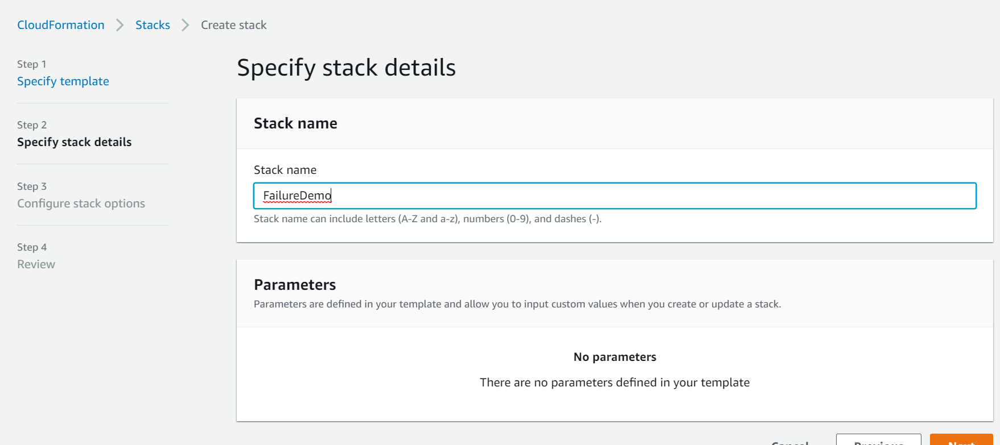 CloudFormation > Stacks > Create stack
Step 1
Specify template
Step 2
Specify stack details
Step 3
Configure stack options
Step 4
Review
Specify stack details
Stack name
Stack name
FailureDemo
Stack name can include letters (A-Z and a-z), numbers (0-9), and dashes (-).
Parameters
Parameters are defined in your template and allow you to input custom values when you create or update a stack.
No parameters
There are no parameters defined in your template
Cancel Previous Next